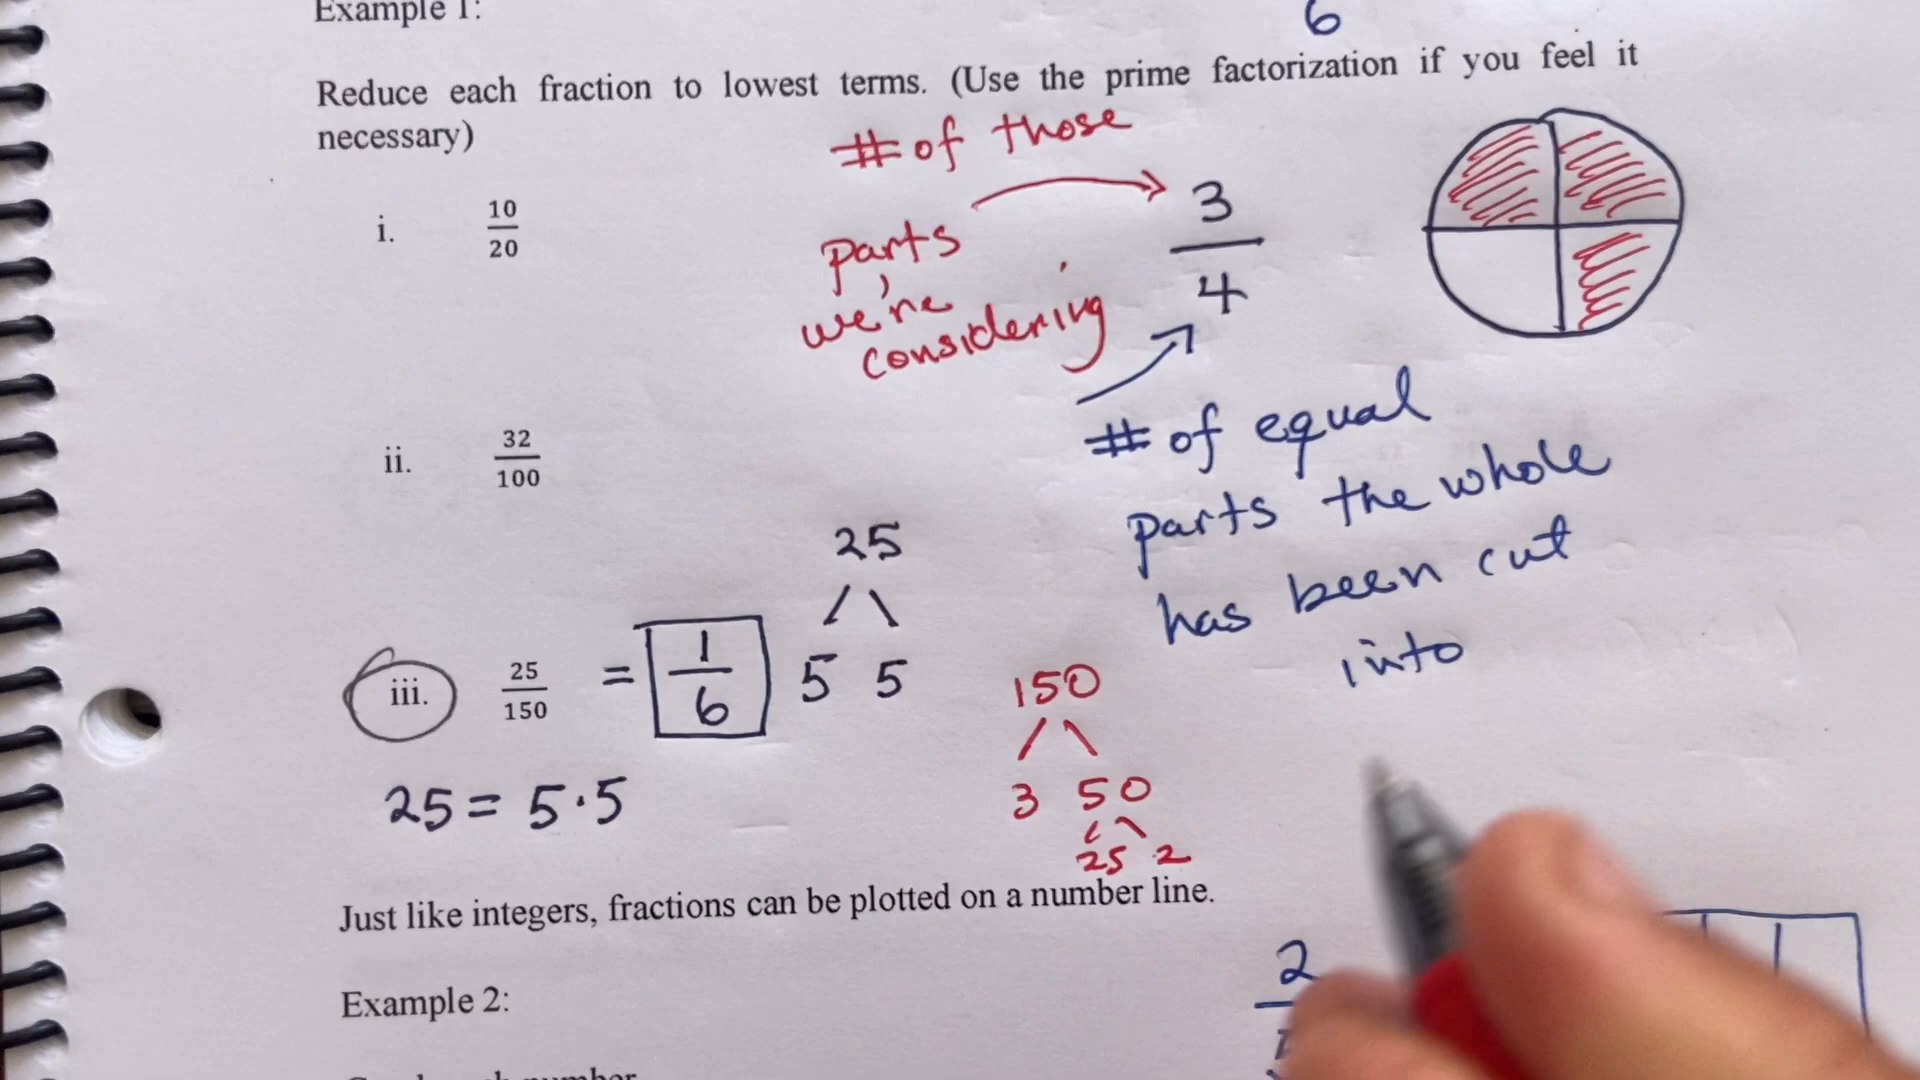 Example 1:
6
Reduce each fraction to lowest terms. (Use the prime factorization if you feel it
necessary)
# of those
parts
we're
considering
3
4
i. 10/20
# of equal
parts the whole
has been cut
into
ii. 32/100
25
5 5
iii. 25/150 = 1/6
150
3 50
25 2
25 = 5·5
Just like integers, fractions can be plotted on a number line.
2
Example 2:
number